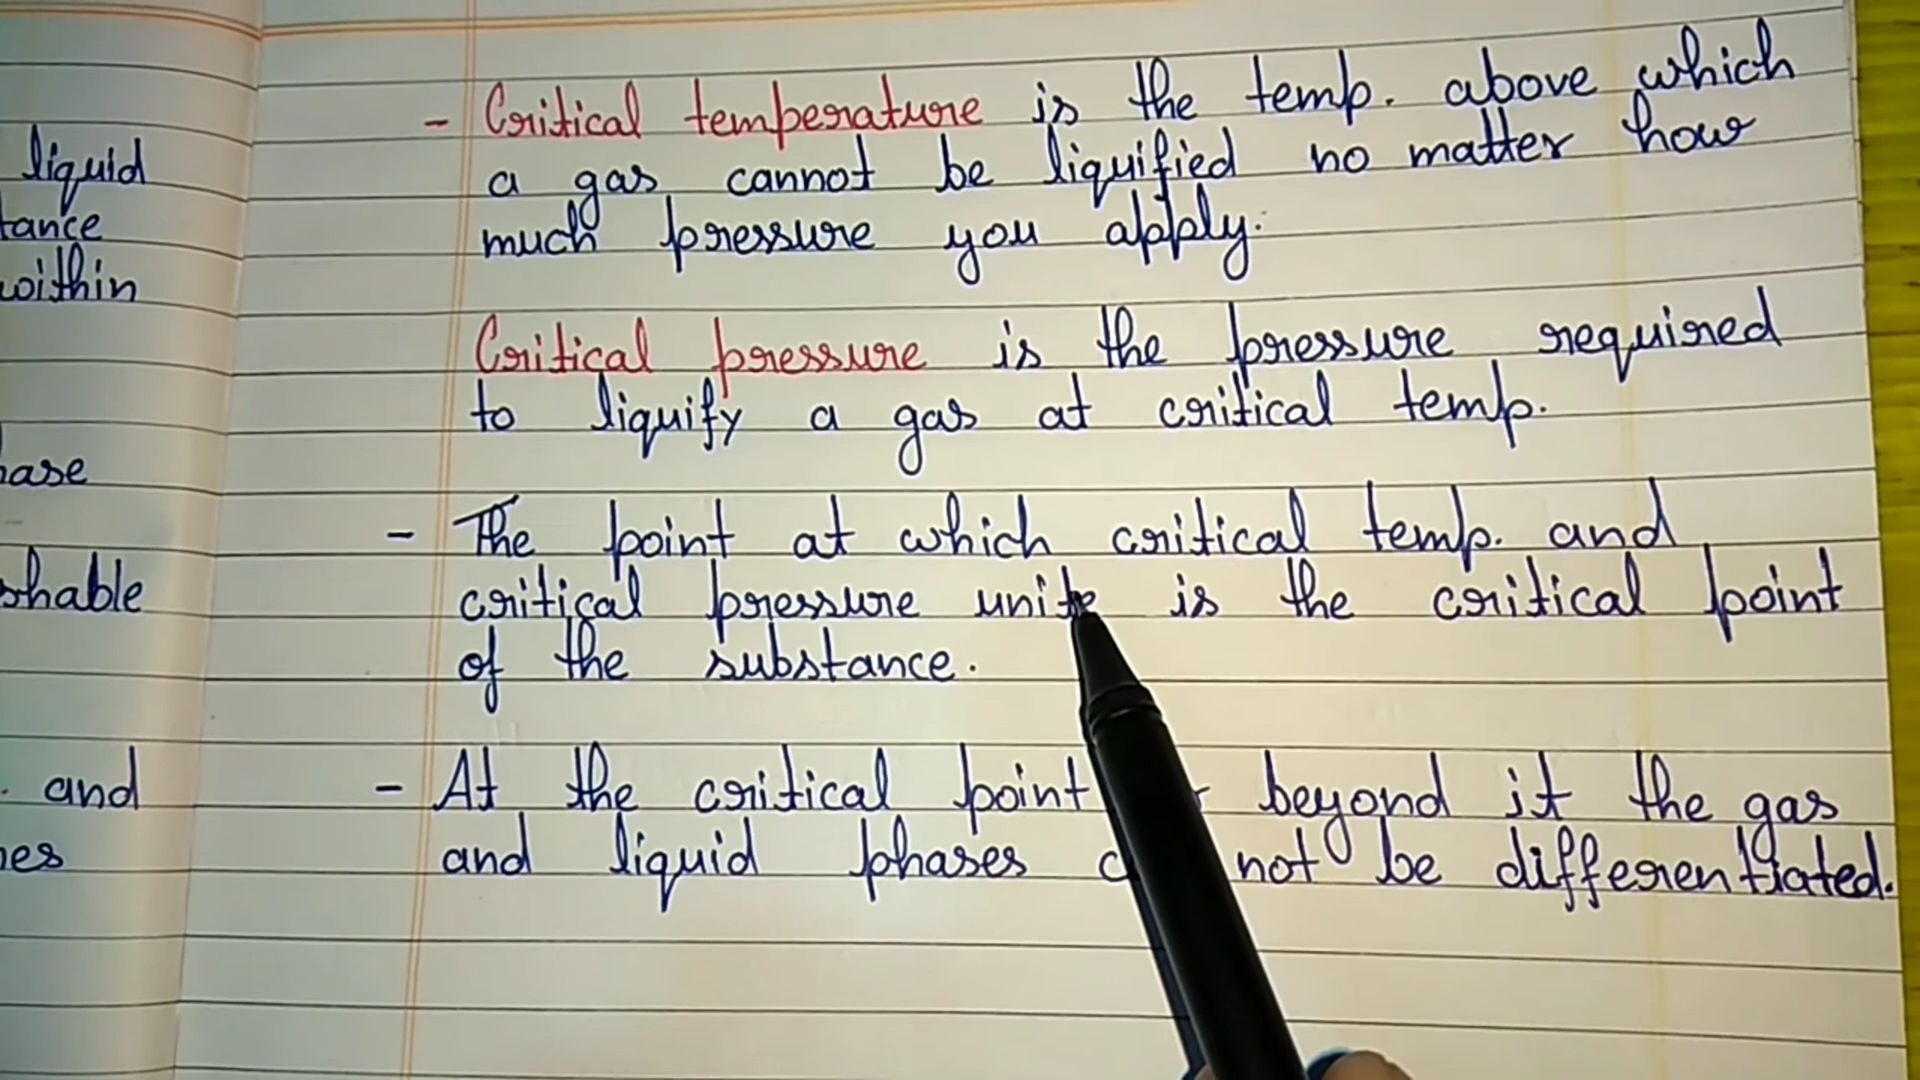 liquid
tance
within
ase
shable
. and
es
- Critical temperature is the temp. above which
a gas cannot be liquified no matter how
much pressure you apply.
Critical pressure is the pressure required
to liquify a gas at critical temp.
- The point at which critical temp. and
critical pressure unite is the critical point
of the substance.
- At the critical point beyond it the gas
and liquid phases not be differentiated.